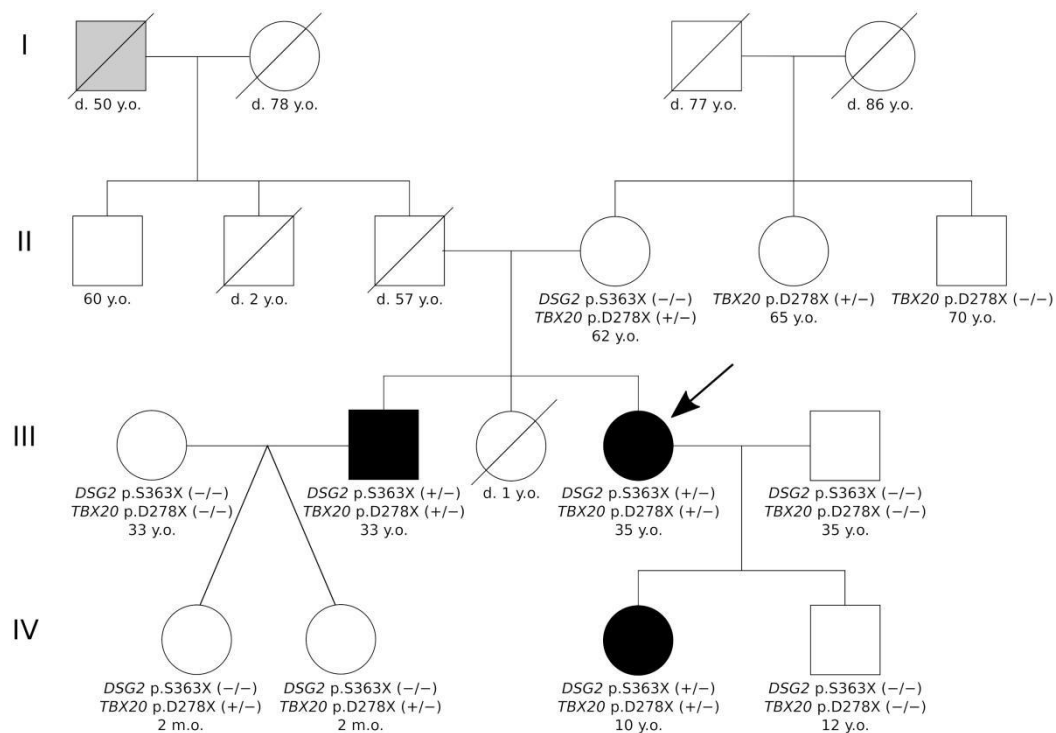 I
d. 50 y.o.
d. 78 y.o.
d. 77 y.o.
d. 86 y.o.
II
60 y.o.
d. 2 y.o.
d. 57 y.o.
DSG2 p.S363X (−/−)
TBX20 p.D278X (+/−)
62 y.o.
TBX20 p.D278X (+/−)
65 y.o.
TBX20 p.D278X (−/−)
70 y.o.
III
DSG2 p.S363X (−/−)
TBX20 p.D278X (−/−)
33 y.o.
DSG2 p.S363X (+/−)
TBX20 p.D278X (+/−)
33 y.o.
d. 1 y.o.
DSG2 p.S363X (+/−)
TBX20 p.D278X (+/−)
35 y.o.
DSG2 p.S363X (−/−)
TBX20 p.D278X (−/−)
35 y.o.
IV
DSG2 p.S363X (−/−)
TBX20 p.D278X (+/−)
2 m.o.
DSG2 p.S363X (−/−)
TBX20 p.D278X (+/−)
2 m.o.
DSG2 p.S363X (+/−)
TBX20 p.D278X (+/−)
10 y.o.
DSG2 p.S363X (−/−)
TBX20 p.D278X (−/−)
12 y.o.